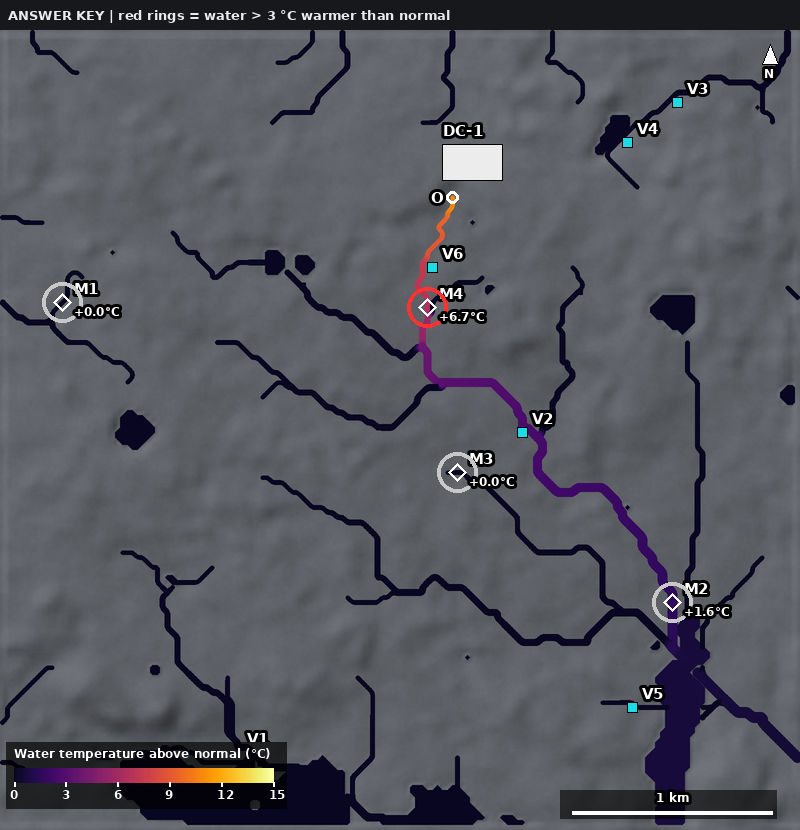 ANSWER KEY | red rings = water > 3 °C warmer than normal
N
V3
V4
DC-1
O
V6
M1
+0.0°C
M4
+6.7°C
V2
M3
+0.0°C
M2
+1.6°C
V5
V1
Water temperature above normal (°C)
0 3 6 9 12 15
1 km